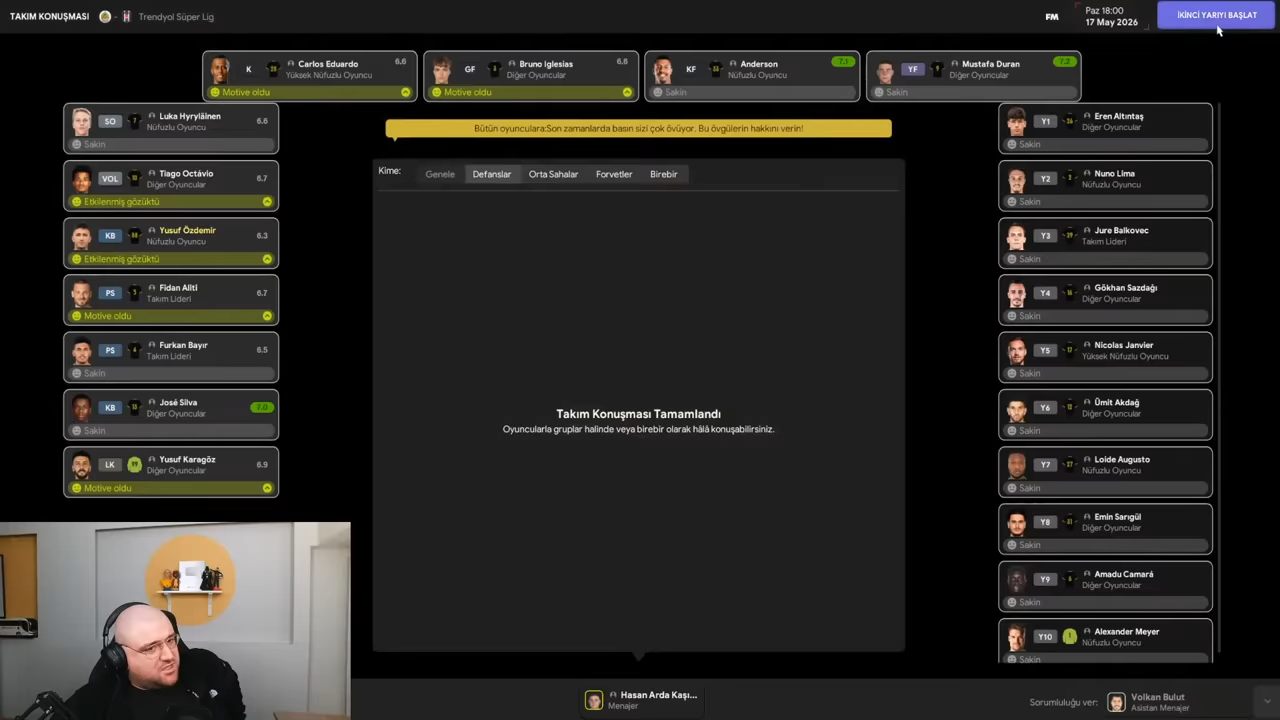 TAKIM KONUŞMASI
Trendyol Süper Lig
FM
Paz 18:00
17 May 2026
İKİNCİ YARIYI BAŞLAT
K 28 Carlos Eduardo 6.6
Yüksek Nüfuzlu Oyuncu
Motive oldu
GF Bruno Iglesias 6.6
Diğer Oyuncular
Motive oldu
KF Anderson 7.1
Nüfuzlu Oyuncu
Sakin
YF Mustafa Duran 7.2
Diğer Oyuncular
Sakin
Bütün oyunculara:Son zamanlarda basın sizi çok övüyor. Bu övgülerin hakkını verin!
Kime: Genele Defanslar Orta Sahalar Forvetler Birebir
Takım Konuşması Tamamlandı
Oyuncularla gruplar halinde veya birebir olarak hâlâ konuşabilirsiniz.
SO 7 Luka Hyryläinen 6.6
Nüfuzlu Oyuncu
Sakin
VOL 10 Tiago Octávio 6.7
Diğer Oyuncular
Etkilenmiş gözüktü
KB 88 Yusuf Özdemir 6.3
Nüfuzlu Oyuncu
Etkilenmiş gözüktü
PS Fidan Aliti 6.7
Takım Lideri
Motive oldu
PS Furkan Bayır 6.5
Takım Lideri
Sakin
KB José Silva 7.0
Diğer Oyuncular
Sakin
LK Yusuf Karagöz 6.9
Diğer Oyuncular
Motive oldu
Y1 Eren Altıntaş
Diğer Oyuncular
Sakin
Y2 Nuno Lima
Nüfuzlu Oyuncu
Sakin
Y3 Jure Balkovec
Takım Lideri
Sakin
Y4 Gökhan Sazdağı
Diğer Oyuncular
Sakin
Y5 Nicolas Janvier
Yüksek Nüfuzlu Oyuncu
Sakin
Y6 Ümit Akdağ
Diğer Oyuncular
Sakin
Y7 Loide Augusto
Nüfuzlu Oyuncu
Sakin
Y8 Emin Sarıgül
Diğer Oyuncular
Sakin
Y9 Amadu Camará
Diğer Oyuncular
Sakin
Y10 1 Alexander Meyer
Nüfuzlu Oyuncu
Sakin
Hasan Arda Kaşı...
Menajer
Sorumluluğu ver: Volkan Bulut
Asistan Menajer